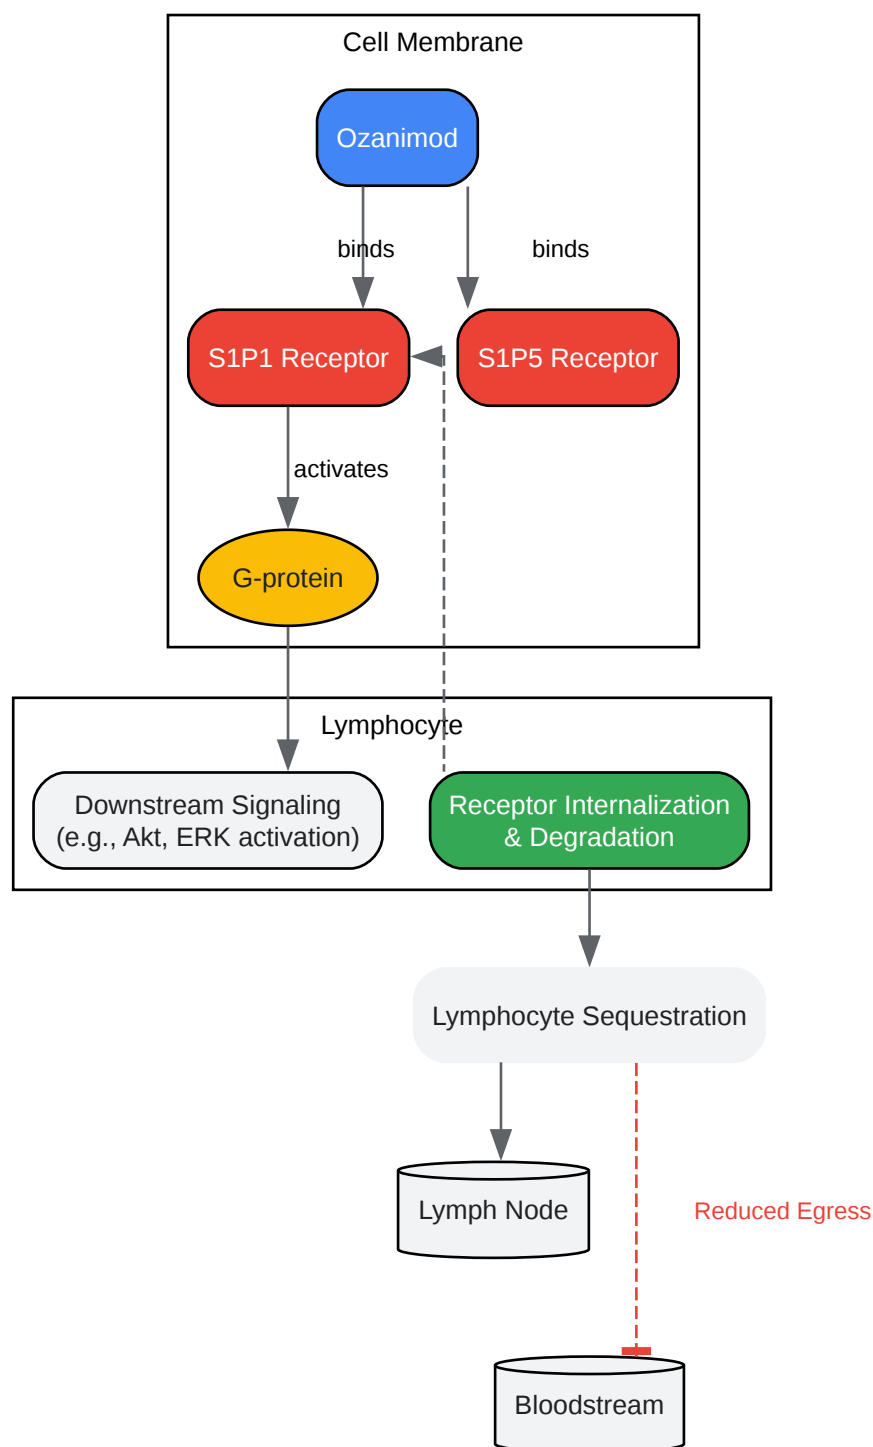 Cell Membrane
Ozanimod
binds
binds
S1P1 Receptor
S1P5 Receptor
activates
G-protein
Lymphocyte
Downstream Signaling
(e.g., Akt, ERK activation)
Receptor Internalization
& Degradation
Lymphocyte Sequestration
Lymph Node
Reduced Egress
Bloodstream